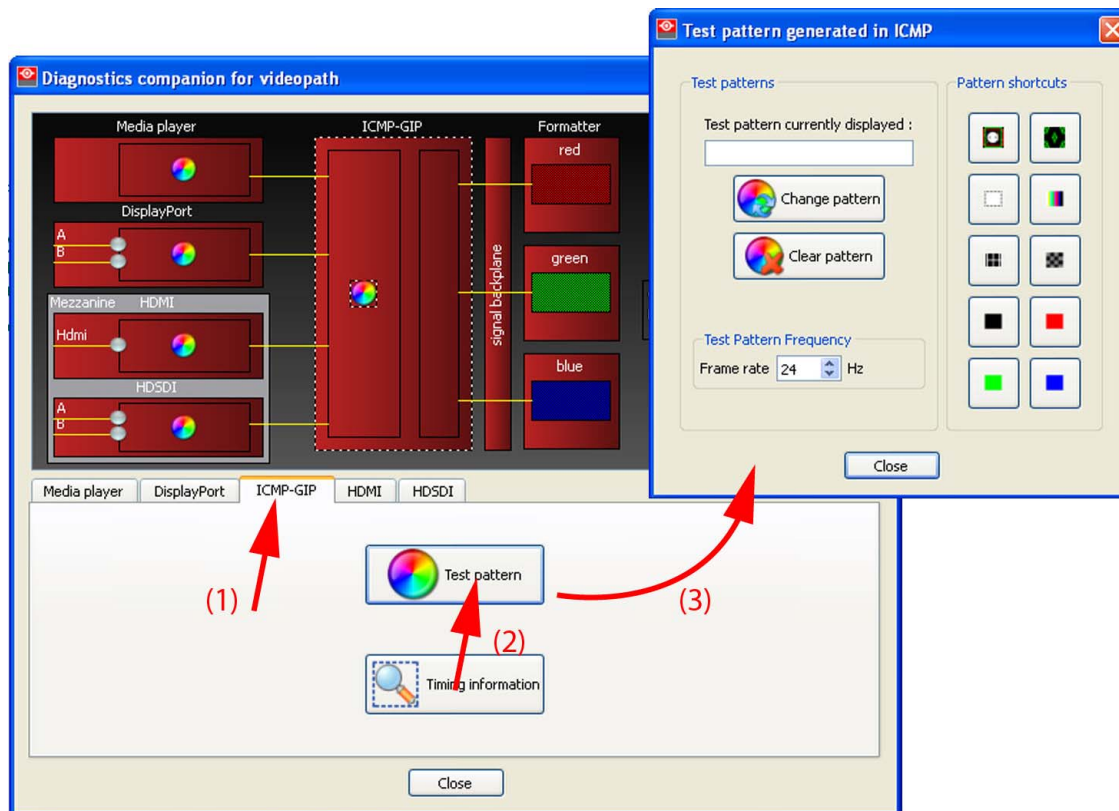 Diagnostics companion for videopath
Media player
ICMP-GIP
Formatter
red
DisplayPort
A
B
green
signal backplane
Mezzanine HDMI
Hdmi
blue
HDSDI
A
B
Media player
DisplayPort
ICMP-GIP
HDMI
HDSDI
(1)
Test pattern
(2)
(3)
Timing information
Close
Test pattern generated in ICMP
Test patterns
Test pattern currently displayed :
Change pattern
Clear pattern
Test Pattern Frequency
Frame rate 24 Hz
Pattern shortcuts
Close